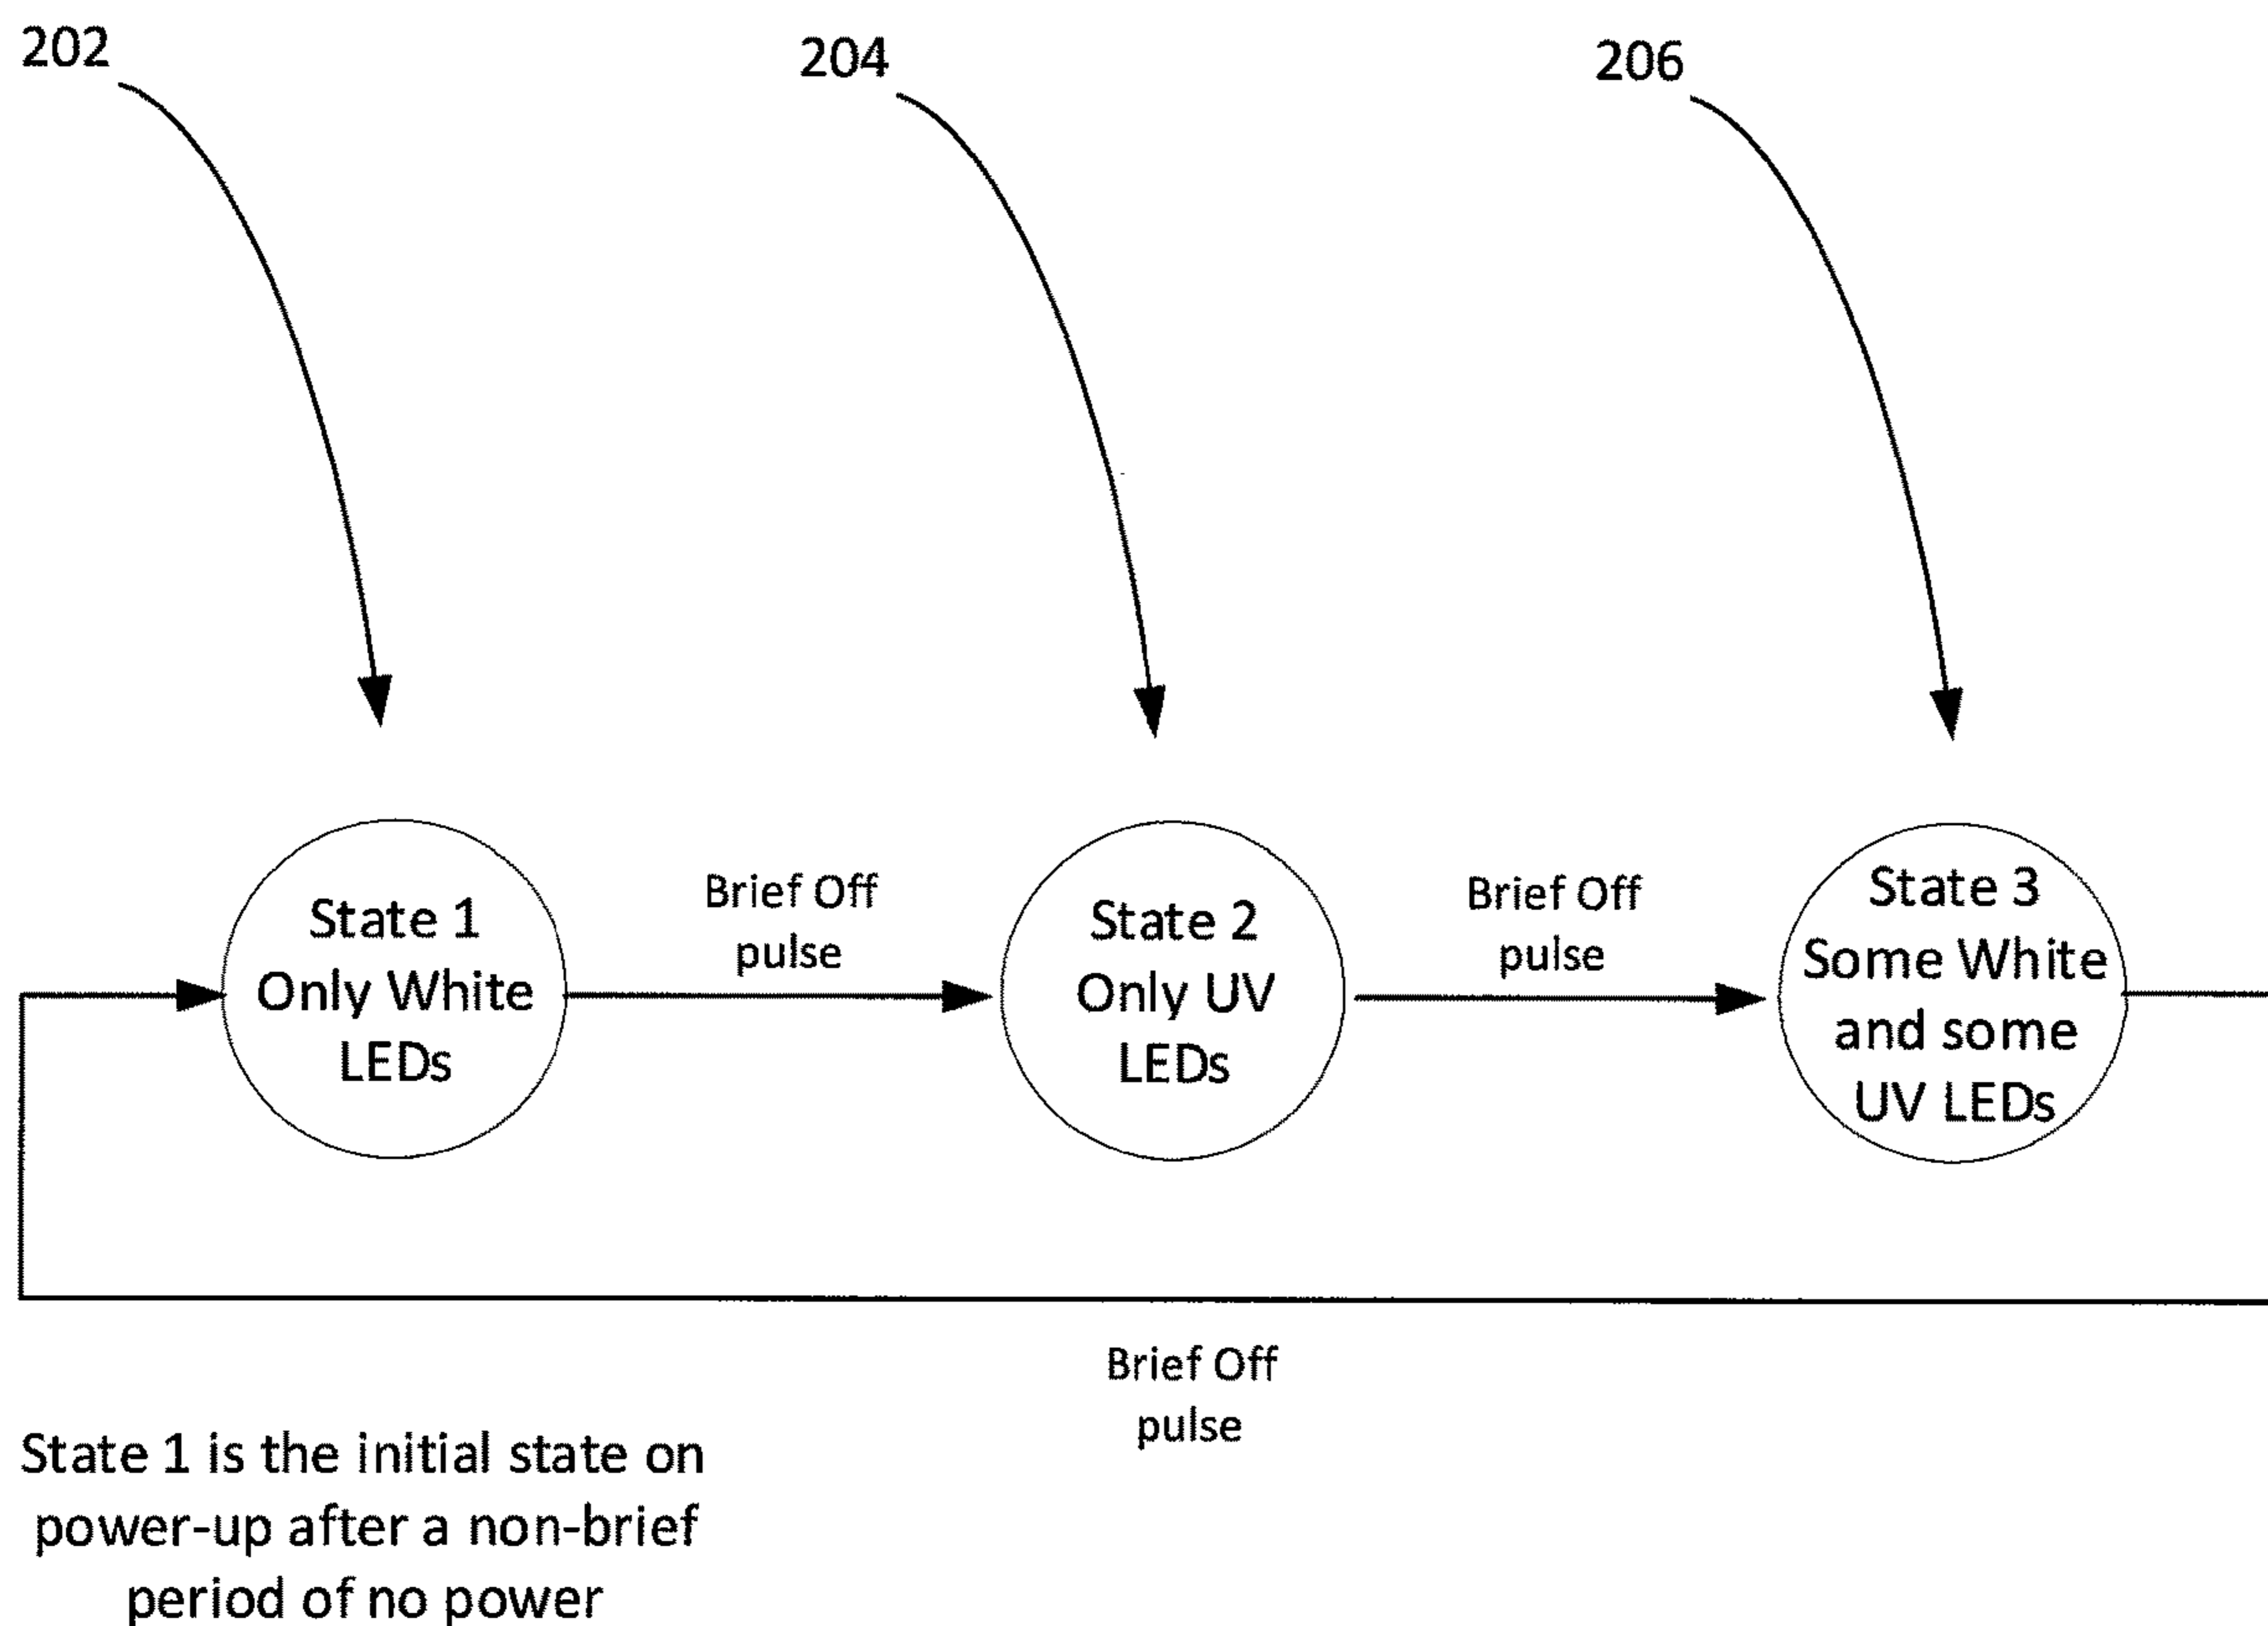 202
204
206
State 1
Only White
LEDs
Brief Off
pulse
State 2
Only UV
LEDs
Brief Off
pulse
State 3
Some White
and some
UV LEDs
Brief Off
pulse
State 1 is the initial state on
power-up after a non-brief
period of no power